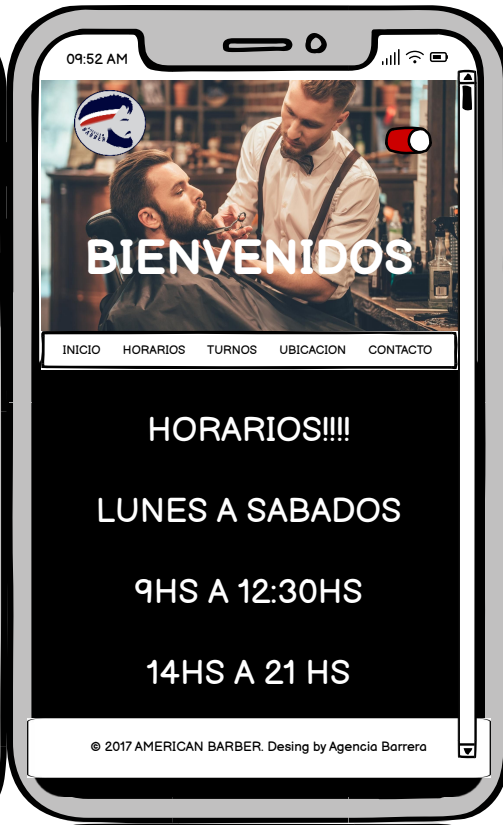 09:52 AM
BARBER
BIENVENIDOS
INICIO HORARIOS TURNOS UBICACION CONTACTO
HORARIOS!!!!
LUNES A SABADOS
9HS A 12:30HS
14HS A 21 HS
© 2017 AMERICAN BARBER. Desing by Agencia Barrera